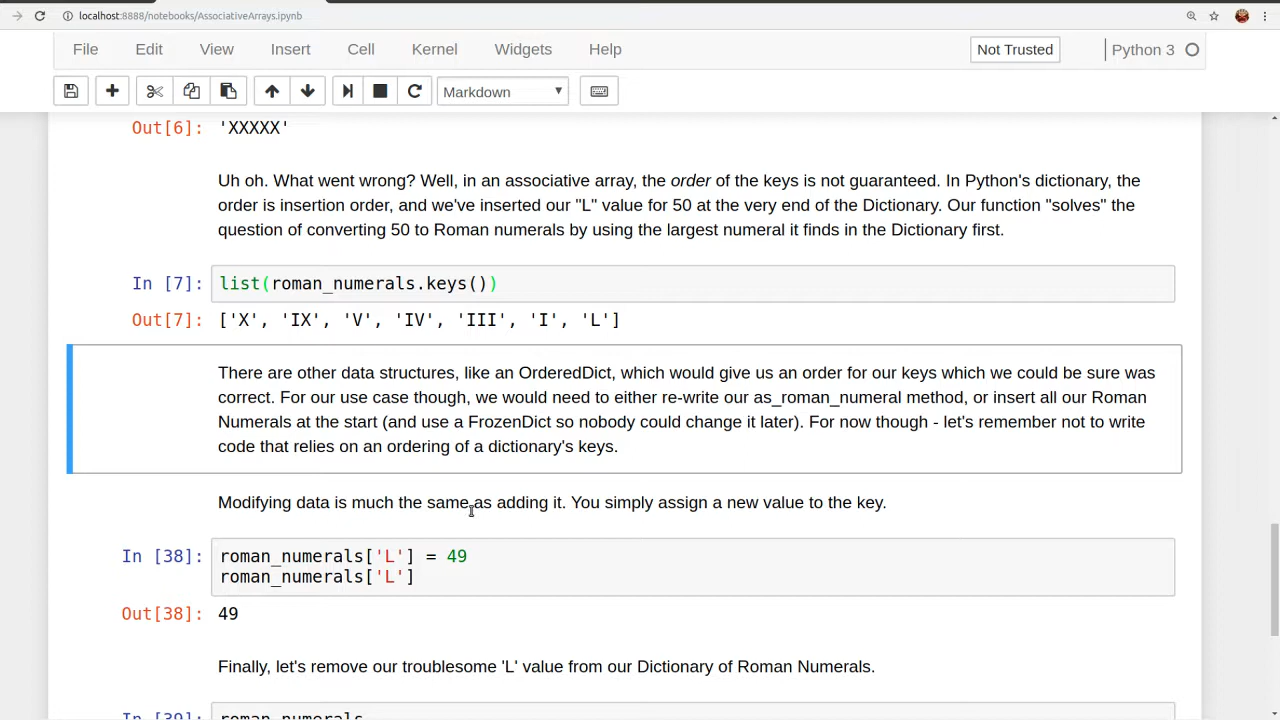 localhost:8888/notebooks/AssociativeArrays.ipynb
File Edit View Insert Cell Kernel Widgets Help Not Trusted Python 3
Markdown
Out[6]: 'XXXXX'
Uh oh. What went wrong? Well, in an associative array, the order of the keys is not guaranteed. In Python's dictionary, the
order is insertion order, and we've inserted our "L" value for 50 at the very end of the Dictionary. Our function "solves" the
question of converting 50 to Roman numerals by using the largest numeral it finds in the Dictionary first.
In [7]: list(roman_numerals.keys())
Out[7]: ['X', 'IX', 'V', 'IV', 'III', 'I', 'L']
There are other data structures, like an OrderedDict, which would give us an order for our keys which we could be sure was
correct. For our use case though, we would need to either re-write our as_roman_numeral method, or insert all our Roman
Numerals at the start (and use a FrozenDict so nobody could change it later). For now though - let's remember not to write
code that relies on an ordering of a dictionary's keys.
Modifying data is much the same as adding it. You simply assign a new value to the key.
In [38]: roman_numerals['L'] = 49
roman_numerals['L']
Out[38]: 49
Finally, let's remove our troublesome 'L' value from our Dictionary of Roman Numerals.
In [39]: roman_numerals